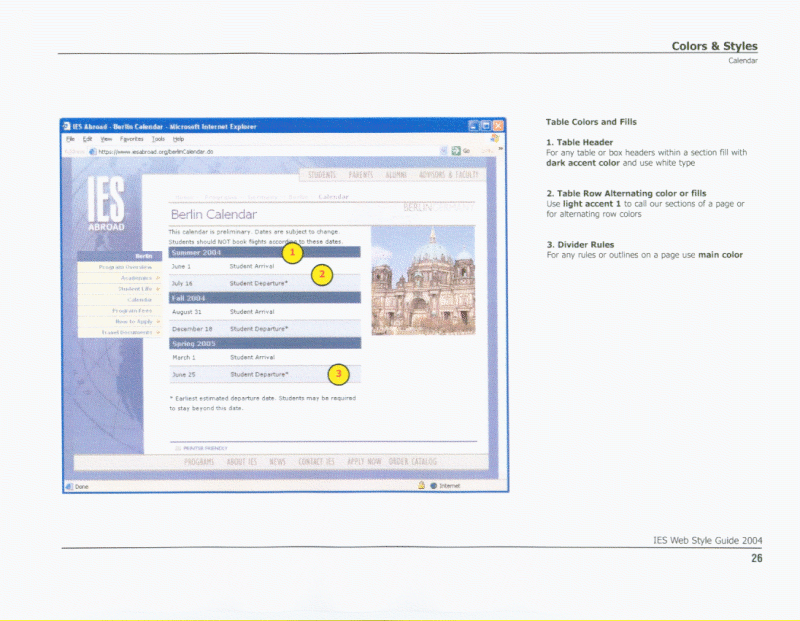 Colors & Styles
Calendar
IES Abroad - Berlin Calendar - Microsoft Internet Explorer
File Edit View Favorites Tools Help
https://www.iesabroad.org/berlinCalendar.do
Go
STUDENTS PARENTS ALUMNI ADVISORS & FACULTY
IES
ABROAD
Calendar
BERLIN
Berlin Calendar
This calendar is preliminary. Dates are subject to change.
Students should NOT book flights according to these dates.
Berlin
Program Overview
Academics
Student Life
Calendar
Program Fees
How to Apply
Travel Documents
Summer 2004
1
June 1 Student Arrival
2
July 16 Student Departure*
Fall 2004
August 31 Student Arrival
December 18 Student Departure*
Spring 2005
March 1 Student Arrival
June 25 Student Departure*
3
* Earliest estimated departure date. Students may be required
to stay beyond this date.
PRINTER FRIENDLY
PROGRAMS ABOUT IES NEWS CONTACT IES APPLY NOW ORDER CATALOG
Done
Internet
Table Colors and Fills
1. Table Header
For any table or box headers within a section fill with
dark accent color and use white type
2. Table Row Alternating color or fills
Use light accent 1 to call our sections of a page or
for alternating row colors
3. Divider Rules
For any rules or outlines on a page use main color
IES Web Style Guide 2004
26